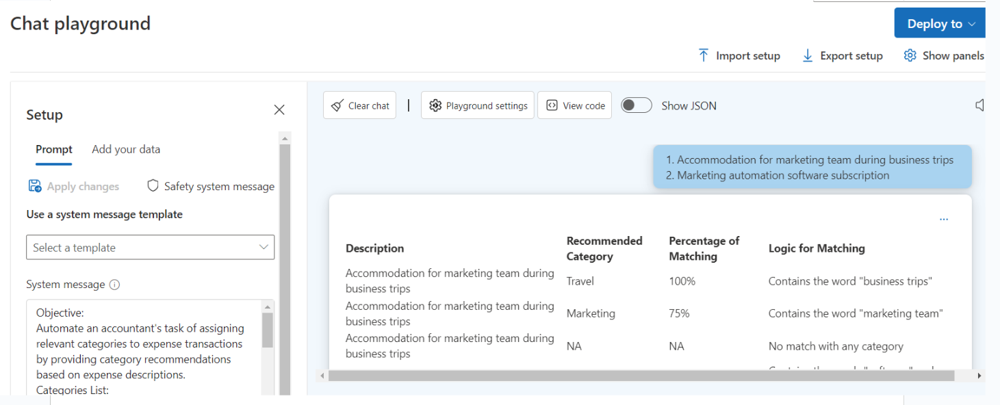 Chat playground
Deploy to
Import setup
Export setup
Show panels
Setup
Prompt
Add your data
Apply changes
Safety system message
Use a system message template
Select a template
System message
Objective:
Automate an accountant's task of assigning
relevant categories to expense transactions
by providing category recommendations
based on expense descriptions.
Categories List:
Clear chat
Playground settings
View code
Show JSON
1. Accommodation for marketing team during business trips
2. Marketing automation software subscription
...
Description
Recommended
Category
Percentage of
Matching
Logic for Matching
Accommodation for marketing team during
business trips
Travel
100%
Contains the word "business trips"
Accommodation for marketing team during
business trips
Marketing
75%
Contains the word "marketing team"
Accommodation for marketing team during
business trips
NA
NA
No match with any category